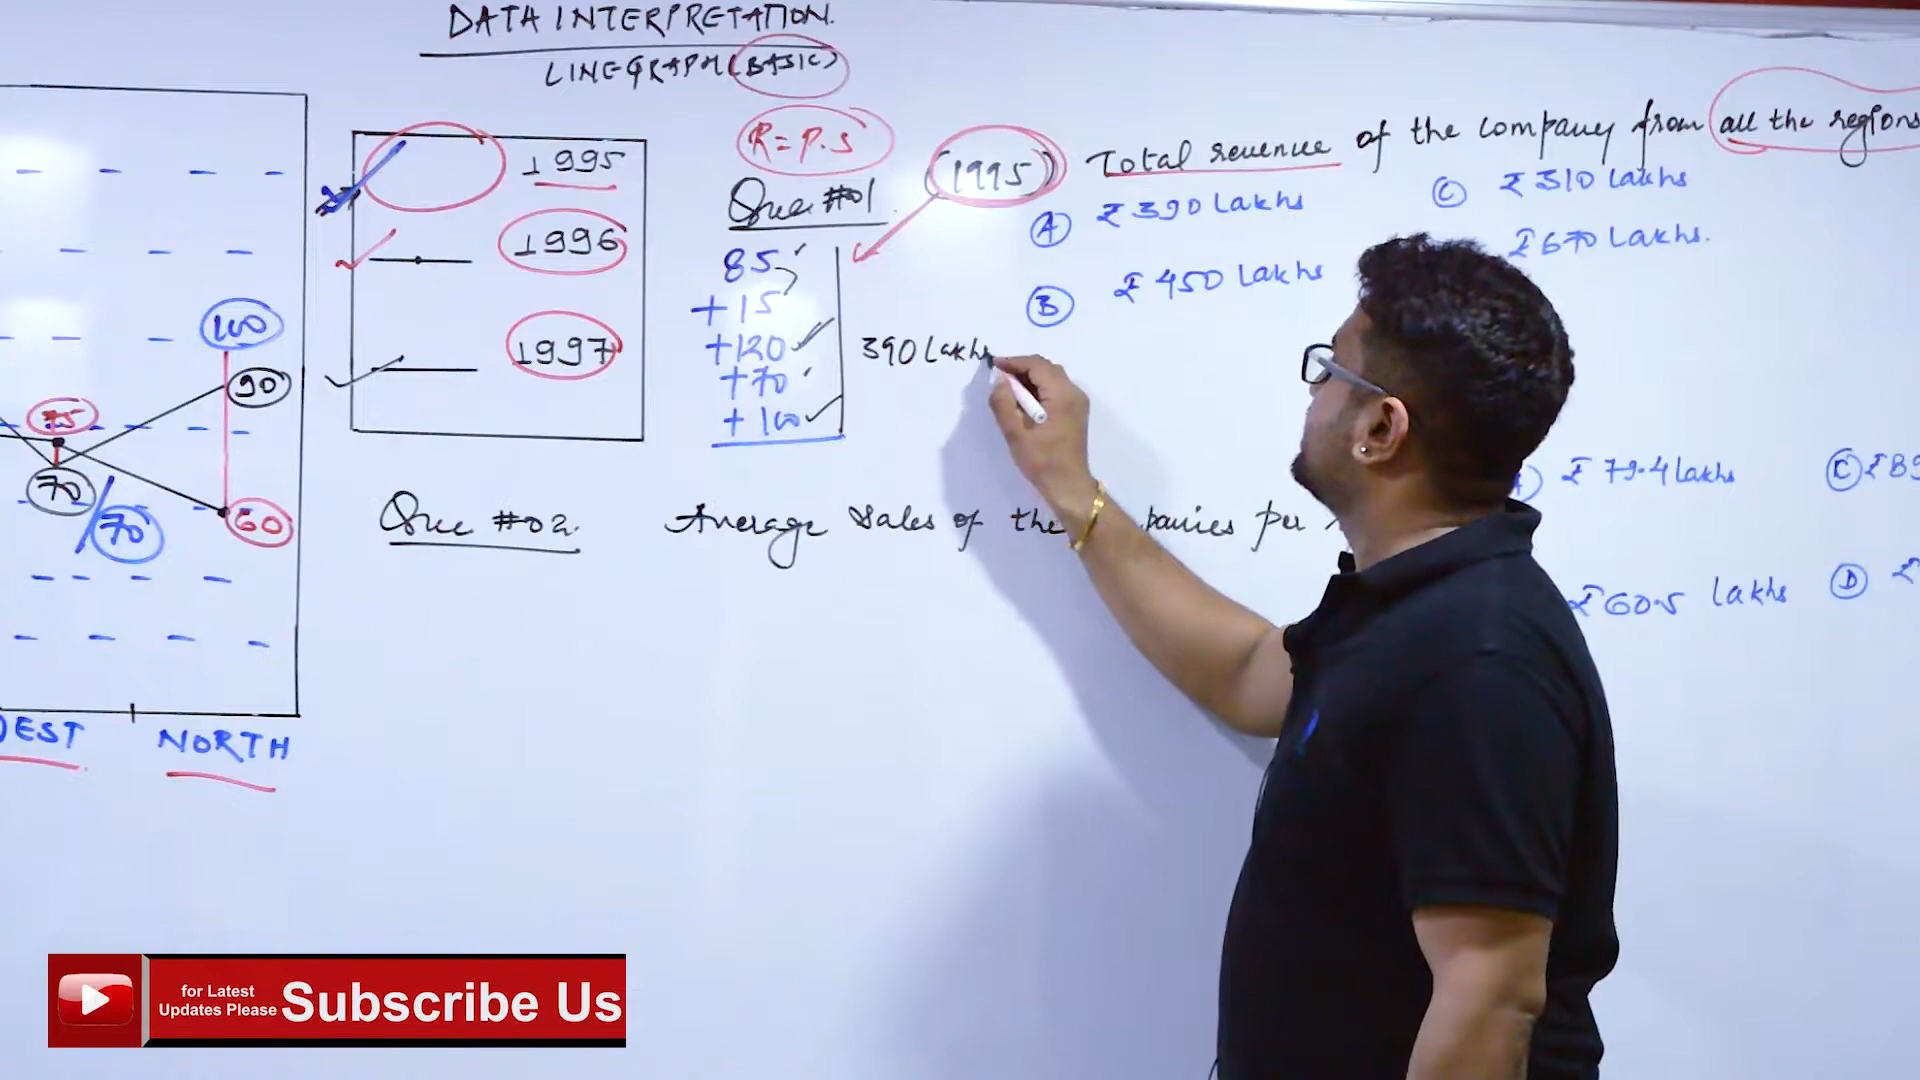 DATA INTERPRETATION.
LINEGRAPH (BASIC)
R = P.S
1995
1996
1997
Que #01
(1995) Total revenue of the company from all the regions
A ₹390 Lakhs
C ₹310 Lakhs
B ₹450 Lakhs
₹670 Lakhs.
85
+15
+120
+70
+100
390 Lakhs
100
90
75
70
70
60
Que #02. Average sales of the panies per
₹79.4 Lakhs
C ₹89
₹60.5 lakhs
D ₹
EST
NORTH
for Latest
Updates Please
Subscribe Us